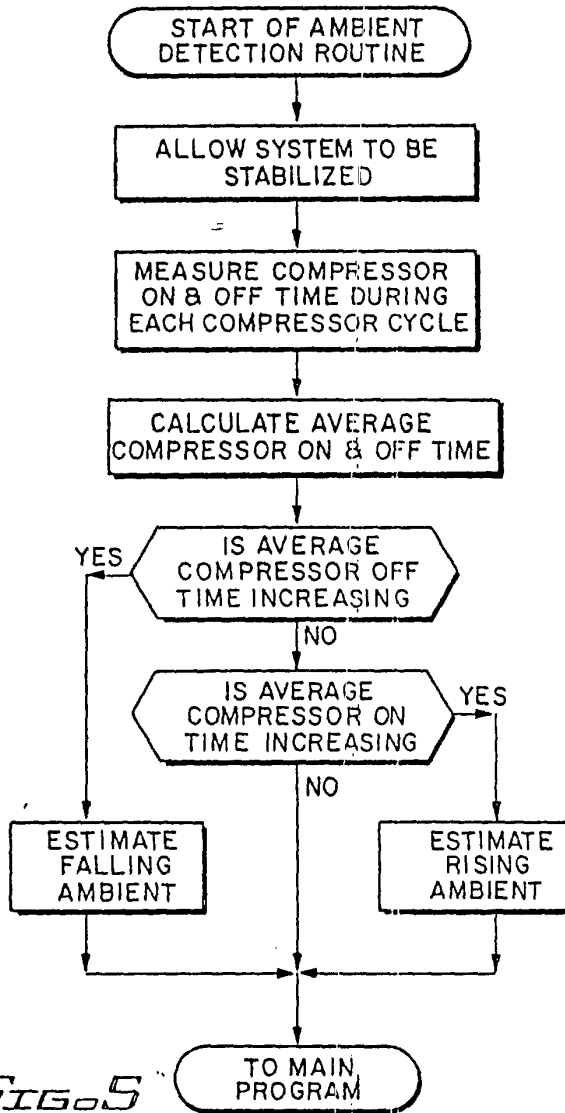 START OF AMBIENT
DETECTION ROUTINE
ALLOW SYSTEM TO BE
STABILIZED
MEASURE COMPRESSOR
ON & OFF TIME DURING
EACH COMPRESSOR CYCLE
CALCULATE AVERAGE
COMPRESSOR ON & OFF TIME
YES
IS AVERAGE
COMPRESSOR OFF
TIME INCREASING
NO
IS AVERAGE
COMPRESSOR ON
TIME INCREASING
YES
NO
ESTIMATE
FALLING
AMBIENT
ESTIMATE
RISING
AMBIENT
TO MAIN
PROGRAM
FIG. 5